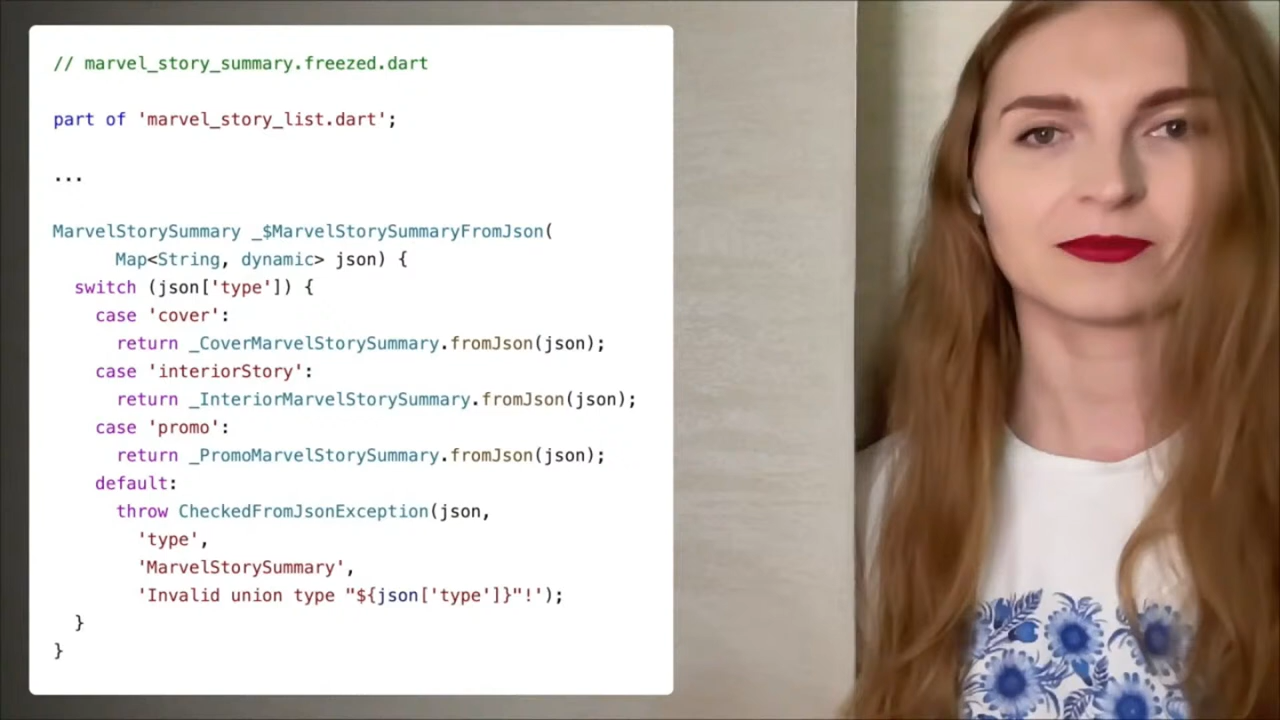 // marvel_story_summary.freezed.dart
part of 'marvel_story_list.dart';
...
MarvelStorySummary _$MarvelStorySummaryFromJson(
Map<String, dynamic> json) {
switch (json['type']) {
case 'cover':
return _CoverMarvelStorySummary.fromJson(json);
case 'interiorStory':
return _InteriorMarvelStorySummary.fromJson(json);
case 'promo':
return _PromoMarvelStorySummary.fromJson(json);
default:
throw CheckedFromJsonException(json,
'type',
'MarvelStorySummary',
'Invalid union type "${json['type']}"!');
}
}